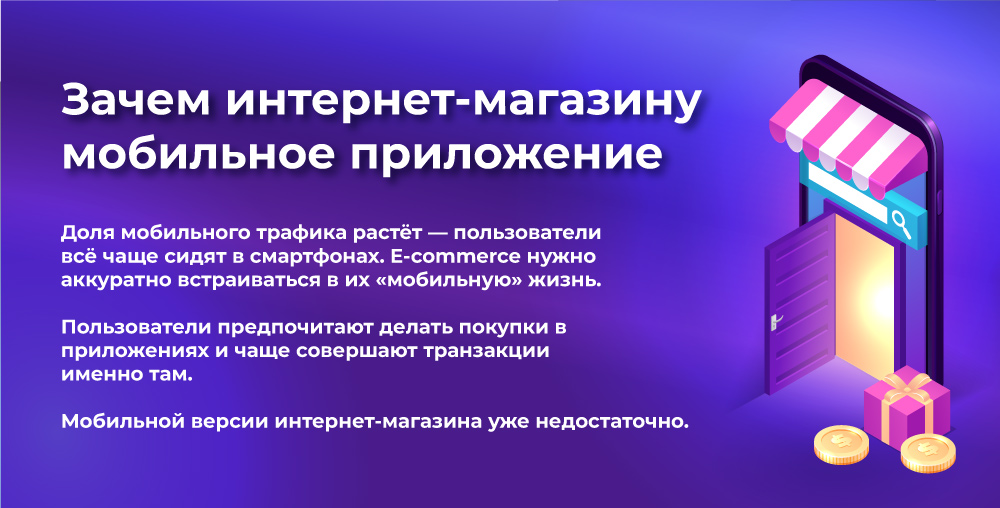 Зачем интернет-магазину
мобильное приложение
Доля мобильного трафика растёт — пользователи
всё чаще сидят в смартфонах. E-commerce нужно
аккуратно встраиваться в их «мобильную» жизнь.
Пользователи предпочитают делать покупки в
приложениях и чаще совершают транзакции
именно там.
Мобильной версии интернет-магазина уже недостаточно.